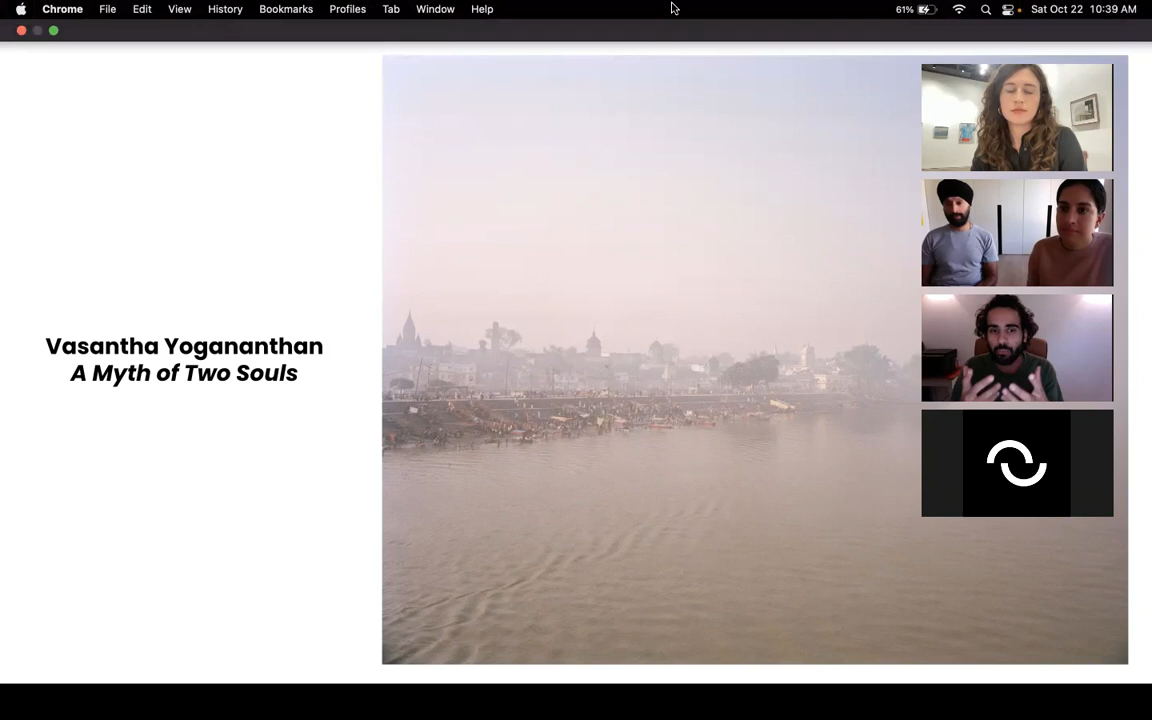 Chrome File Edit View History Bookmarks Profiles Tab Window Help 61% Sat Oct 22 10:39 AM
Vasantha Yogananthan
A Myth of Two Souls